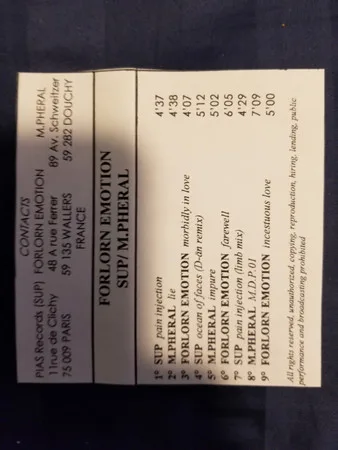 CONTACTS
PIAS Records (SUP) FORLORN EMOTION M.PHERAL
11rue de Clichy 48 A rue Ferrer 89 Av. Schweitzer
75 009 PARIS 59 135 WALLERS 59 282 DOUCHY
FRANCE
FORLORN EMOTION
SUP/ M.PHERAL
1° SUP pain injection 4'37
2° M.PHERAL lie 4'38
3° FORLORN EMOTION morbidly in love 4'07
4° SUP ocean of faces (D-tin remix) 5'12
5° M.PHERAL impure 5'02
6° FORLORN EMOTION farewell 6'05
7° SUP pain injection (limb mix) 4'29
8° M.PHERAL M.D.P.01 7'09
9° FORLORN EMOTION incestuous love 5'00
All rights reserved, unauthorized, copying, reproduction, hiring, lending, public
performance and broadcasting prohibited